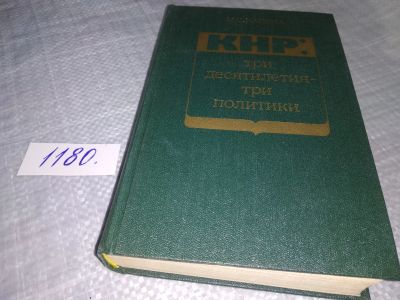 КНР:
три
десятилетия-
три
политики
1180.